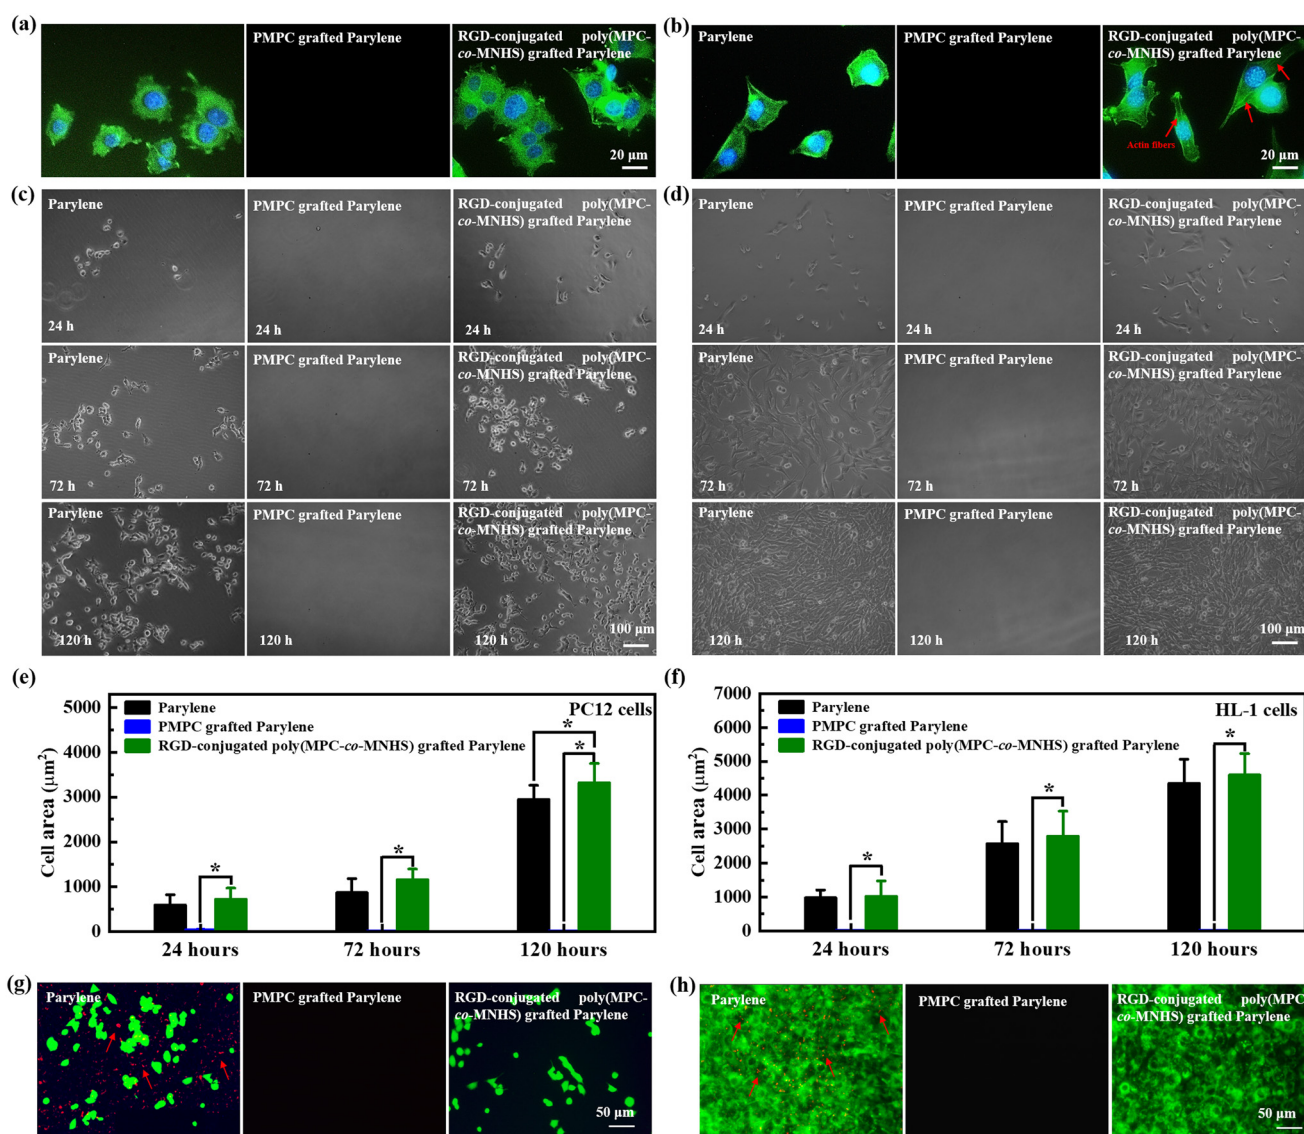 (a)
PMPC grafted Parylene
RGD-conjugated poly(MPC-
co-MNHS) grafted Parylene
20 μm
(b)
Parylene
PMPC grafted Parylene
RGD-conjugated poly(MPC-
co-MNHS) grafted Parylene
Actin fibers
20 μm
(c)
Parylene
24 h
PMPC grafted Parylene
24 h
RGD-conjugated poly(MPC-
co-MNHS) grafted Parylene
24 h
Parylene
72 h
PMPC grafted Parylene
72 h
RGD-conjugated poly(MPC-
co-MNHS) grafted Parylene
72 h
Parylene
120 h
PMPC grafted Parylene
120 h
RGD-conjugated poly(MPC-
co-MNHS) grafted Parylene
120 h
100 μm
(d)
Parylene
24 h
PMPC grafted Parylene
24 h
RGD-conjugated poly(MPC-
co-MNHS) grafted Parylene
24 h
Parylene
72 h
PMPC grafted Parylene
72 h
RGD-conjugated poly(MPC-
co-MNHS) grafted Parylene
72 h
Parylene
120 h
PMPC grafted Parylene
120 h
RGD-conjugated poly(MPC-
co-MNHS) grafted Parylene
120 h
100 μm
(e)
Cell area (μm²)
5000
4000
3000
2000
1000
0
Parylene
PMPC grafted Parylene
RGD-conjugated poly(MPC-co-MNHS) grafted Parylene
PC12 cells
*
*
*
*
24 hours
72 hours
120 hours
(f)
Cell area (μm²)
7000
6000
5000
4000
3000
2000
1000
0
Parylene
PMPC grafted Parylene
RGD-conjugated poly(MPC-co-MNHS) grafted Parylene
HL-1 cells
*
*
*
24 hours
72 hours
120 hours
(g)
Parylene
PMPC grafted Parylene
RGD-conjugated poly(MPC-
co-MNHS) grafted Parylene
50 μm
(h)
Parylene
PMPC grafted Parylene
RGD-conjugated poly(MPC-
co-MNHS) grafted Parylene
50 μm